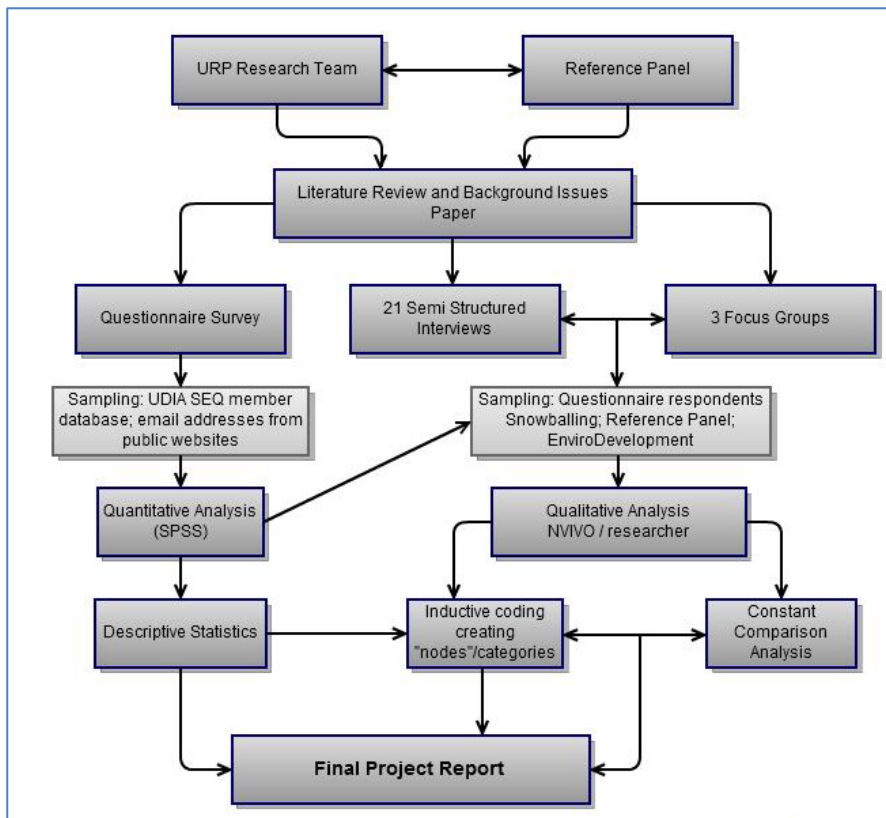 URP Research Team
Reference Panel
Literature Review and Background Issues
Paper
Questionnaire Survey
21 Semi Structured
Interviews
3 Focus Groups
Sampling: UDIA SEQ member
database; email addresses from
public websites
Sampling: Questionnaire respondents
Snowballing; Reference Panel;
EnviroDevelopment
Quantitative Analysis
(SPSS)
Qualitative Analysis
NVIVO / researcher
Descriptive Statistics
Inductive coding
creating
"nodes"/categories
Constant
Comparison
Analysis
Final Project Report